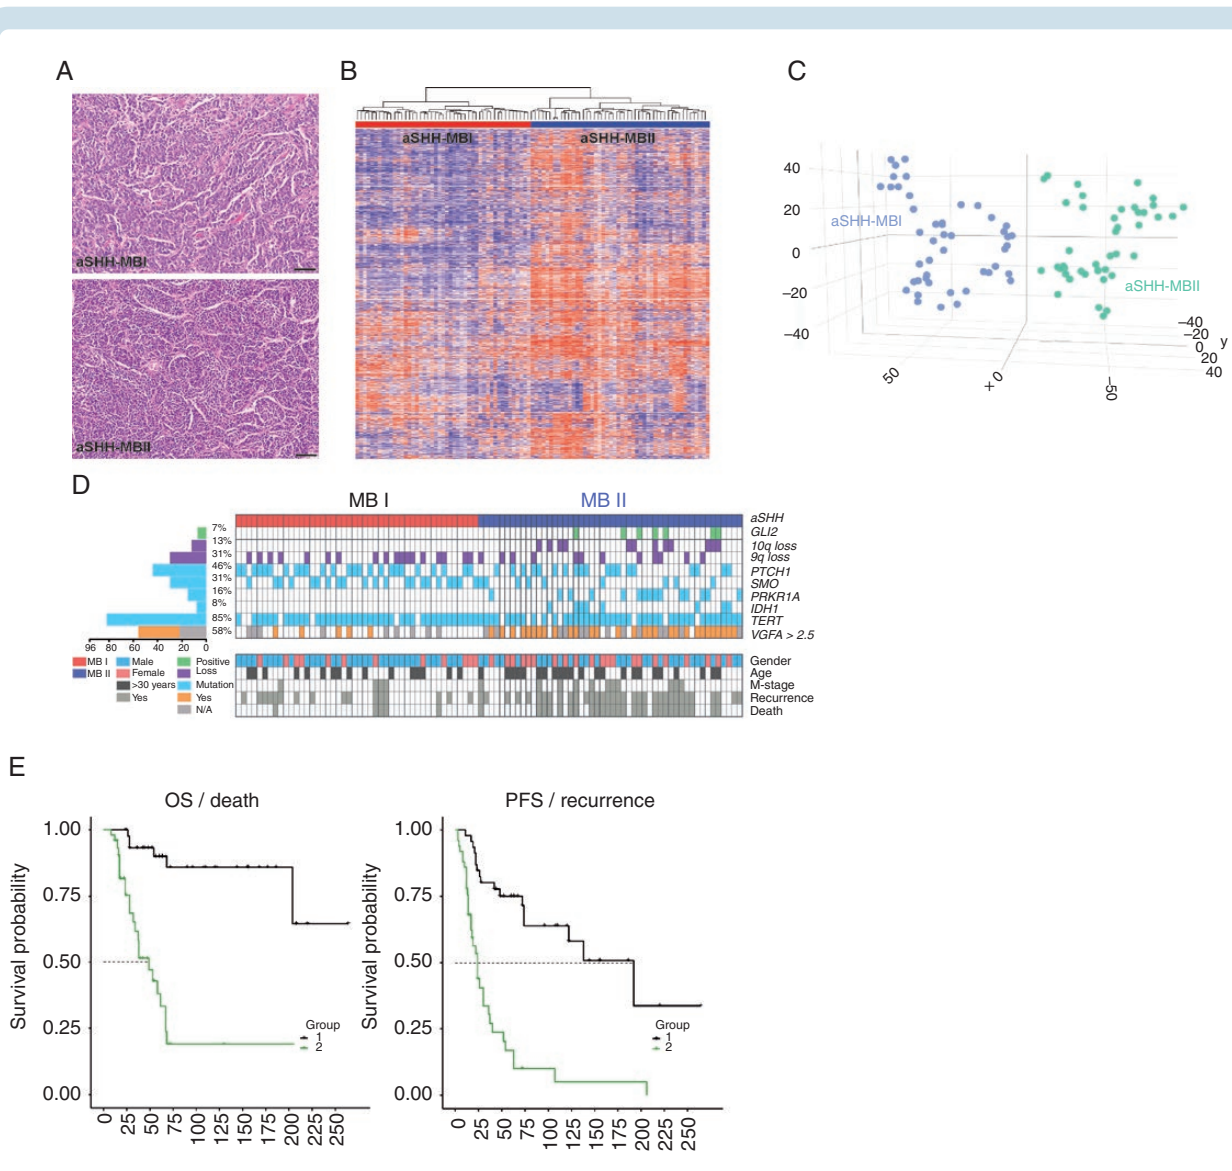 A
aSHH-MBI
aSHH-MBII
B
aSHH-MBI
aSHH-MBII
C
40
20
0
−20
−40
aSHH-MBI
aSHH-MBII
50
× 0
−50
−40
−20
0
20
40
y
D
MB I
MB II
7%
13%
31%
46%
31%
16%
8%
85%
58%
aSHH
GLI2
10q loss
9q loss
PTCH1
SMO
PRKR1A
IDH1
TERT
VGFA > 2.5
96 80 60 40 20 0
MB I
MB II
Male
Female
>30 years
Yes
Positive
Loss
Mutation
Yes
N/A
Gender
Age
M-stage
Recurrence
Death
E
OS / death
Survival probability
1.00
0.75
0.50
0.25
0.00
0 25 50 75 100 125 150 175 200 225 250
Group
1
2
PFS / recurrence
Survival probability
1.00
0.75
0.50
0.25
0.00
0 25 50 75 100 125 150 175 200 225 250
Group
1
2